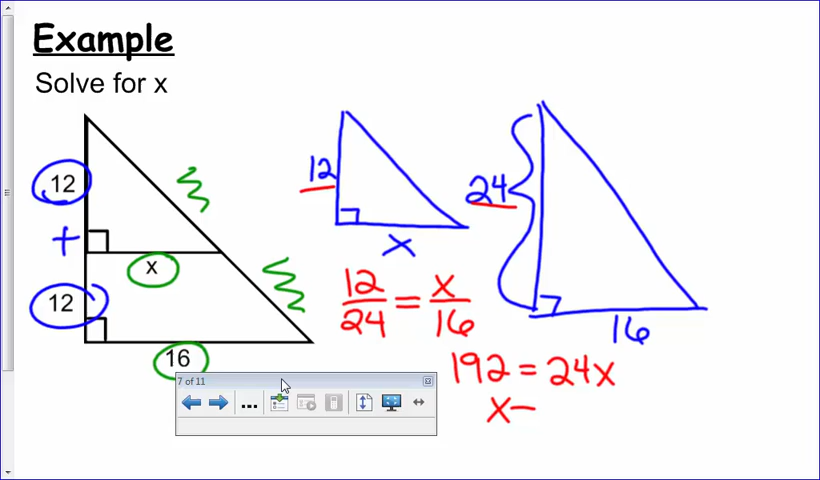 Example
Solve for x
12
+
x
12
16
12
x
24
16
12/24 = x/16
192 = 24x
x=
7 of 11
...